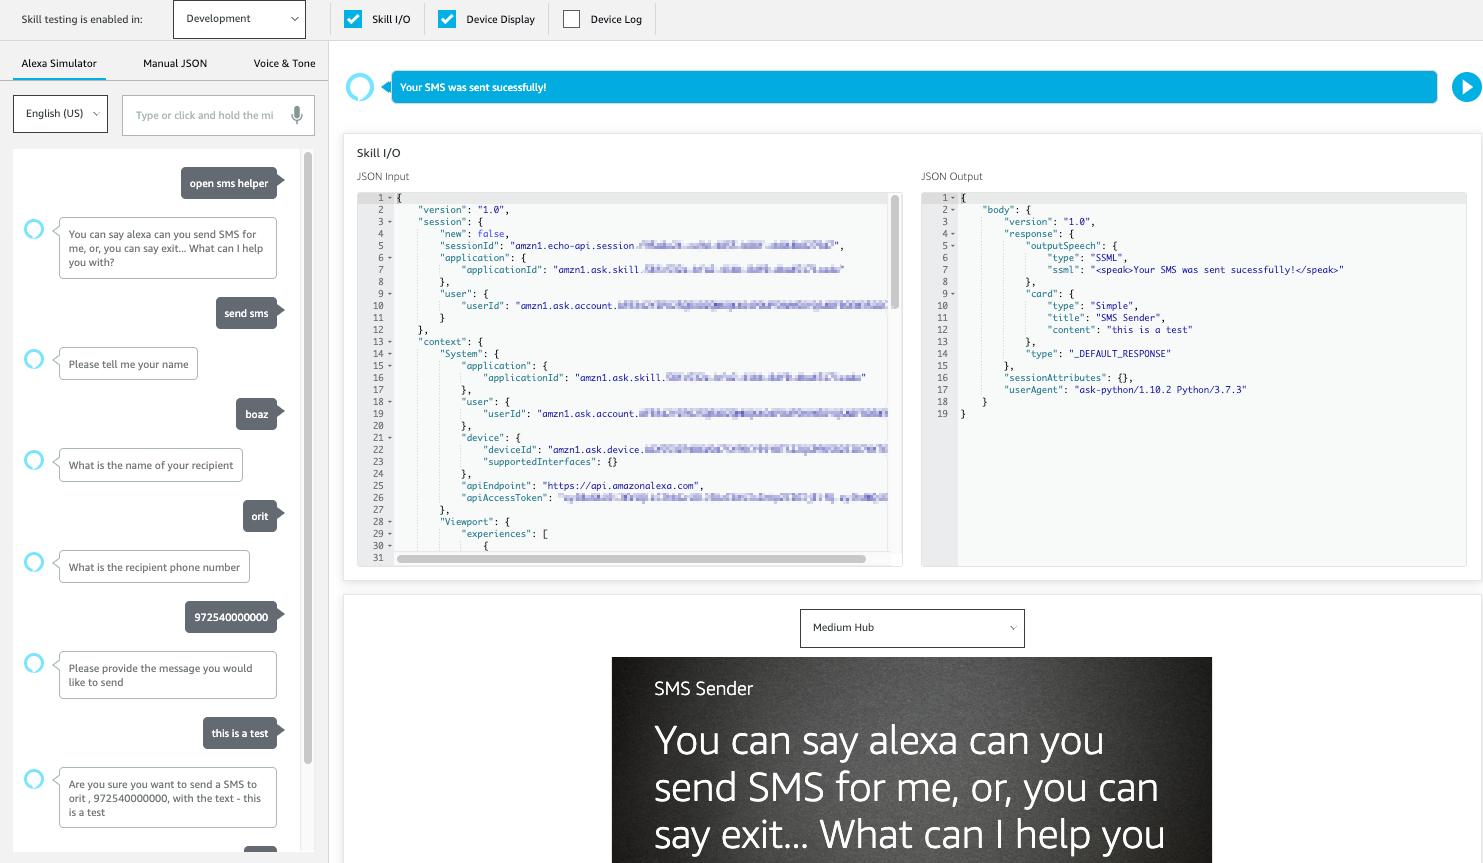 Skill testing is enabled in:
Development
Skill I/O
Device Display
Device Log
Alexa Simulator
Manual JSON
Voice & Tone
English (US)
Type or click and hold the mi
open sms helper
You can say alexa can you send SMS for
me, or, you can say exit... What can I help
you with?
send sms
Please tell me your name
boaz
What is the name of your recipient
orit
What is the recipient phone number
972540000000
Please provide the message you would
like to send
this is a test
Are you sure you want to send a SMS to
orit , 972540000000, with the text - this
is a test
Your SMS was sent sucessfully!
Skill I/O
JSON Input
1 {
2 "version": "1.0",
3 "session": {
4 "new": false,
5 "sessionId": "amzn1.echo-api.session. ",
6 "application": {
7 "applicationId": "amzn1.ask.skill. "
8 },
9 "user": {
10 "userId": "amzn1.ask.account.
11 }
12 },
13 "context": {
14 "System": {
15 "application": {
16 "applicationId": "amzn1.ask.skill. "
17 },
18 "user": {
19 "userId": "amzn1.ask.account.
20 },
21 "device": {
22 "deviceId": "amzn1.ask.device.
23 "supportedInterfaces": {}
24 },
25 "apiEndpoint": "https://api.amazonalexa.com",
26 "apiAccessToken": "
27 },
28 "Viewport": {
29 "experiences": [
30 {
31
JSON Output
1 {
2 "body": {
3 "version": "1.0",
4 "response": {
5 "outputSpeech": {
6 "type": "SSML",
7 "ssml": "<speak>Your SMS was sent sucessfully!</speak>"
8 },
9 "card": {
10 "type": "Simple",
11 "title": "SMS Sender",
12 "content": "this is a test"
13 },
14 "type": "_DEFAULT_RESPONSE"
15 },
16 "sessionAttributes": {},
17 "userAgent": "ask-python/1.10.2 Python/3.7.3"
18 }
19 }
Medium Hub
SMS Sender
You can say alexa can you
send SMS for me, or, you can
say exit... What can I help you